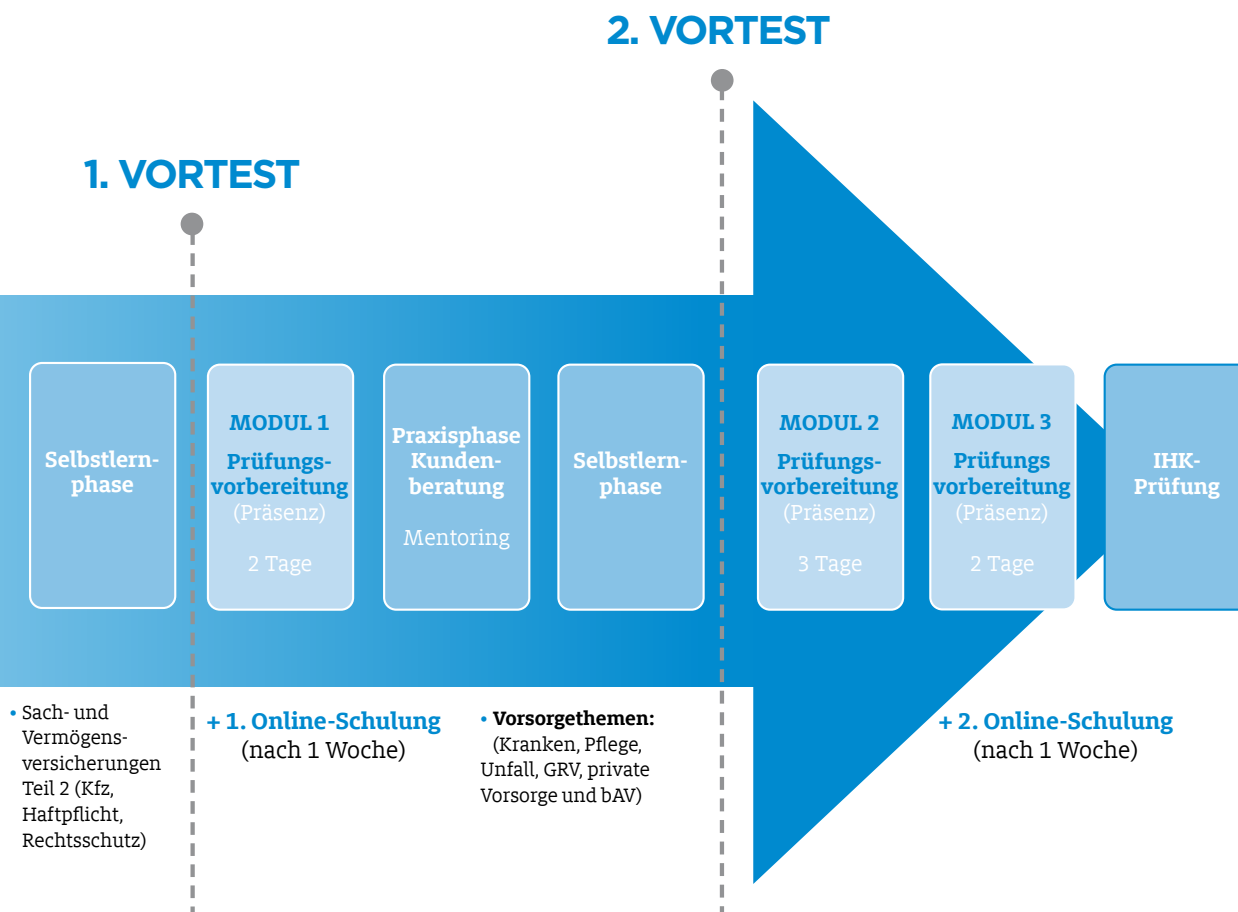 2. VORTEST
1. VORTEST
Selbstlern-
phase
MODUL 1
Prüfungs-
vorbereitung
(Präsenz)
2 Tage
Praxisphase
Kunden-
beratung
Mentoring
Selbstlern-
phase
MODUL 2
Prüfungs-
vorbereitung
(Präsenz)
3 Tage
MODUL 3
Prüfungs
vorbereitung
(Präsenz)
2 Tage
IHK-
Prüfung
• Sach- und
Vermögens-
versicherungen
Teil 2 (Kfz,
Haftpflicht,
Rechtsschutz)
+ 1. Online-Schulung
(nach 1 Woche)
• Vorsorgethemen:
(Kranken, Pflege,
Unfall, GRV, private
Vorsorge und bAV)
+ 2. Online-Schulung
(nach 1 Woche)